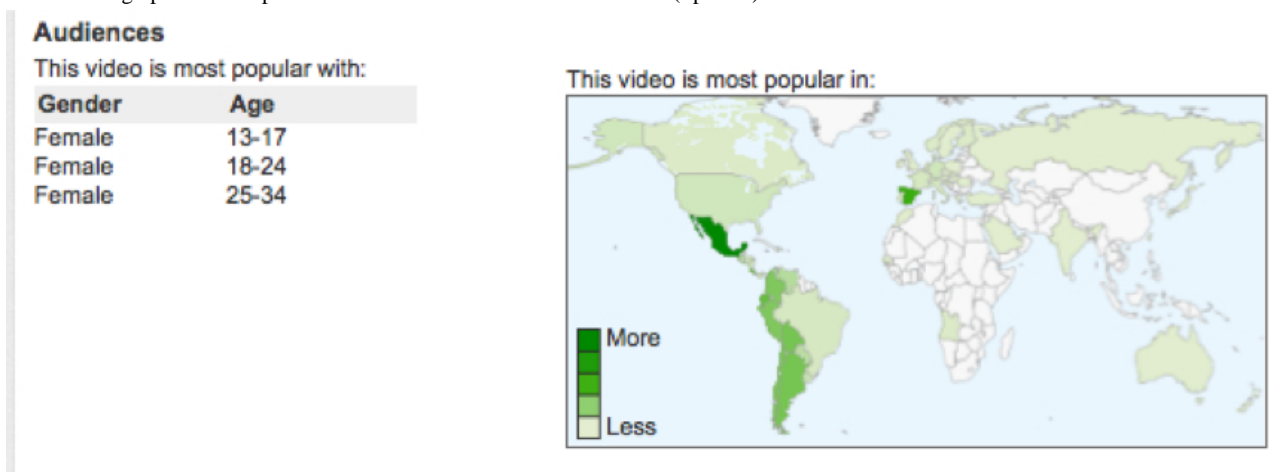 Audiences
This video is most popular with:
Gender Age
Female 13-17
Female 18-24
Female 25-34
This video is most popular in:
More
Less